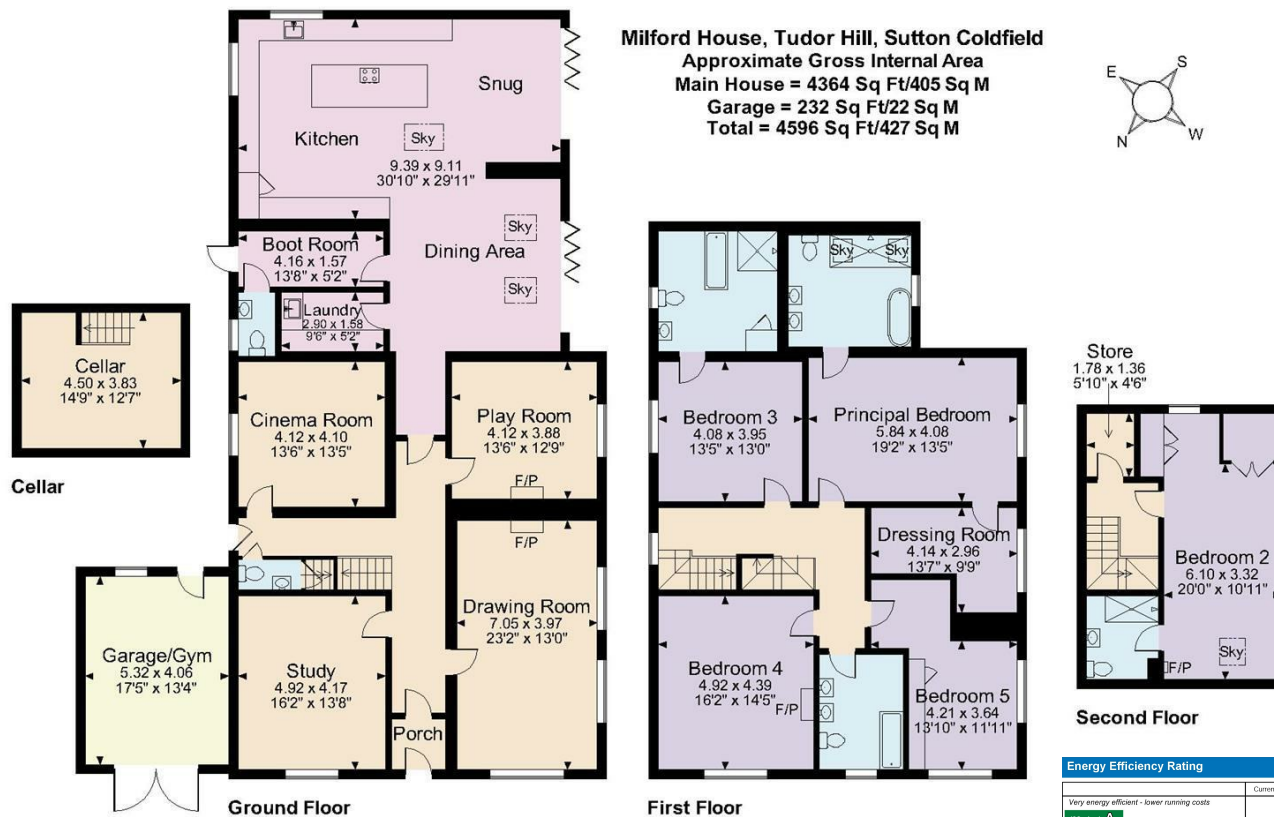 Milford House, Tudor Hill, Sutton Coldfield
Approximate Gross Internal Area
Main House = 4364 Sq Ft/405 Sq M
Garage = 232 Sq Ft/22 Sq M
Total = 4596 Sq Ft/427 Sq M
E
S
N
W
Snug
Kitchen
Sky
9.39 x 9.11
30'10" x 29'11"
Sky
Dining Area
Sky
Boot Room
4.16 x 1.57
13'8" x 5'2"
Laundry
2.90 x 1.58
9'6" x 5'2"
Cellar
4.50 x 3.83
14'9" x 12'7"
Cellar
Cinema Room
4.12 x 4.10
13'6" x 13'5"
Play Room
4.12 x 3.88
13'6" x 12'9"
F/P
F/P
Drawing Room
7.05 x 3.97
23'2" x 13'0"
Garage/Gym
5.32 x 4.06
17'5" x 13'4"
Study
4.92 x 4.17
16'2" x 13'8"
Porch
Ground Floor
Sky
Sky
Bedroom 3
4.08 x 3.95
13'5" x 13'0"
Principal Bedroom
5.84 x 4.08
19'2" x 13'5"
Dressing Room
4.14 x 2.96
13'7" x 9'9"
Bedroom 4
4.92 x 4.39
16'2" x 14'5"
F/P
Bedroom 5
4.21 x 3.64
13'10" x 11'11"
First Floor
Store
1.78 x 1.36
5'10" x 4'6"
Bedroom 2
6.10 x 3.32
20'0" x 10'11"
Sky
F/P
Second Floor
Energy Efficiency Rating
Very energy efficient - lower running costs